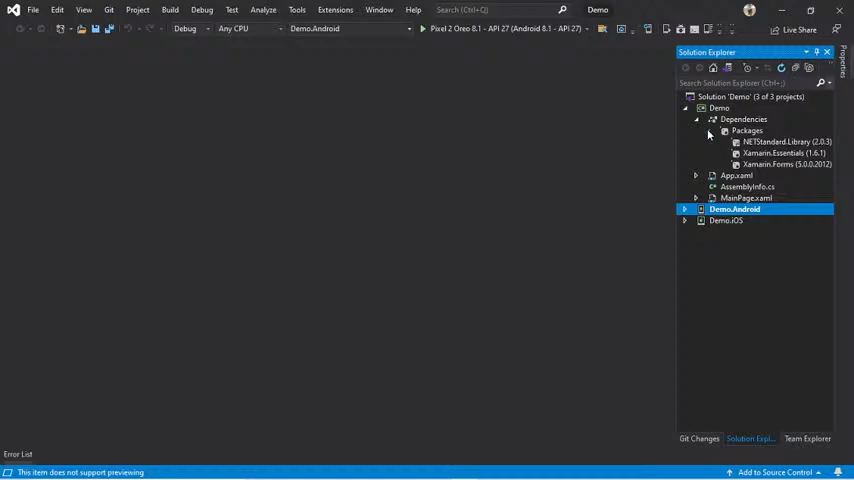 File Edit View Git Project Build Debug Test Analyze Tools Extensions Window Help Search (Ctrl+Q) Demo
Debug Any CPU Demo.Android Pixel 2 Oreo 8.1 - API 27 (Android 8.1 - API 27) Live Share
Solution Explorer
Properties
Search Solution Explorer (Ctrl+;)
Solution 'Demo' (3 of 3 projects)
Demo
Dependencies
Packages
NETStandard.Library (2.0.3)
Xamarin.Essentials (1.6.1)
Xamarin.Forms (5.0.0.2012)
App.xaml
AssemblyInfo.cs
MainPage.xaml
Demo.Android
Demo.iOS
Git Changes Solution Expl... Team Explorer
Error List
This item does not support previewing Add to Source Control